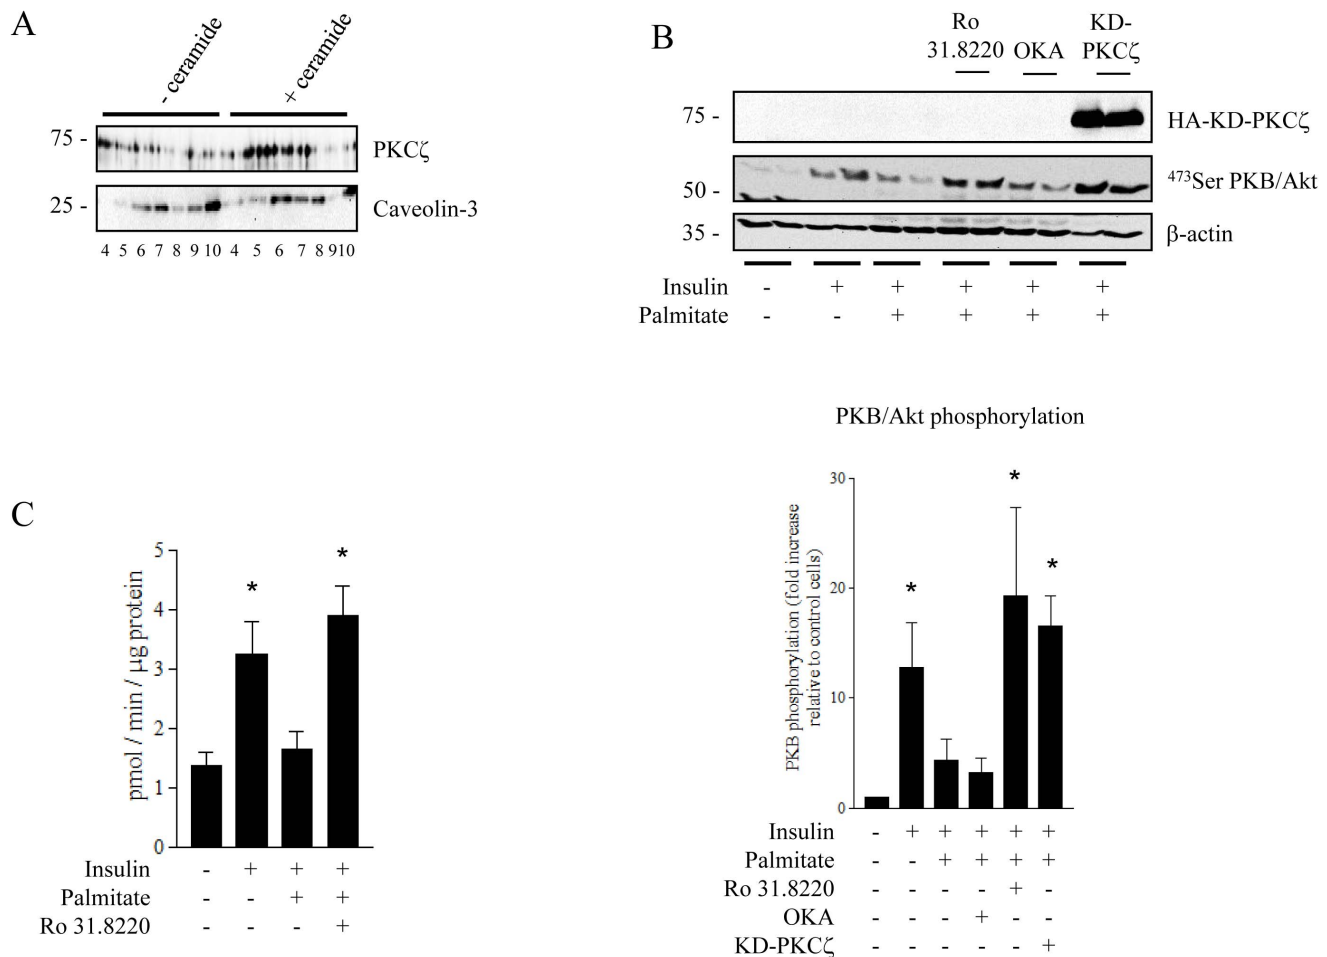 A
- ceramide
+ ceramide
75 -
PKCζ
25 -
Caveolin-3
4 5 6 7 8 9 10 4 5 6 7 8 9 10
B
Ro
31.8220
OKA
KD-
PKCζ
75 -
HA-KD-PKCζ
50 -
473Ser PKB/Akt
35 -
β-actin
Insulin - + + + + +
Palmitate - - + + + +
PKB/Akt phosphorylation
PKB phosphorylation (fold increase
relative to control cells)
30
20
10
0
Insulin - + + + + +
Palmitate - - + + + +
Ro 31.8220 - - - - + -
OKA - - - + - -
KD-PKCζ - - - - - +
* * *
C
pmol / min / µg protein
5
4
3
2
1
0
* *
Insulin - + + +
Palmitate - - + +
Ro 31.8220 - - - +